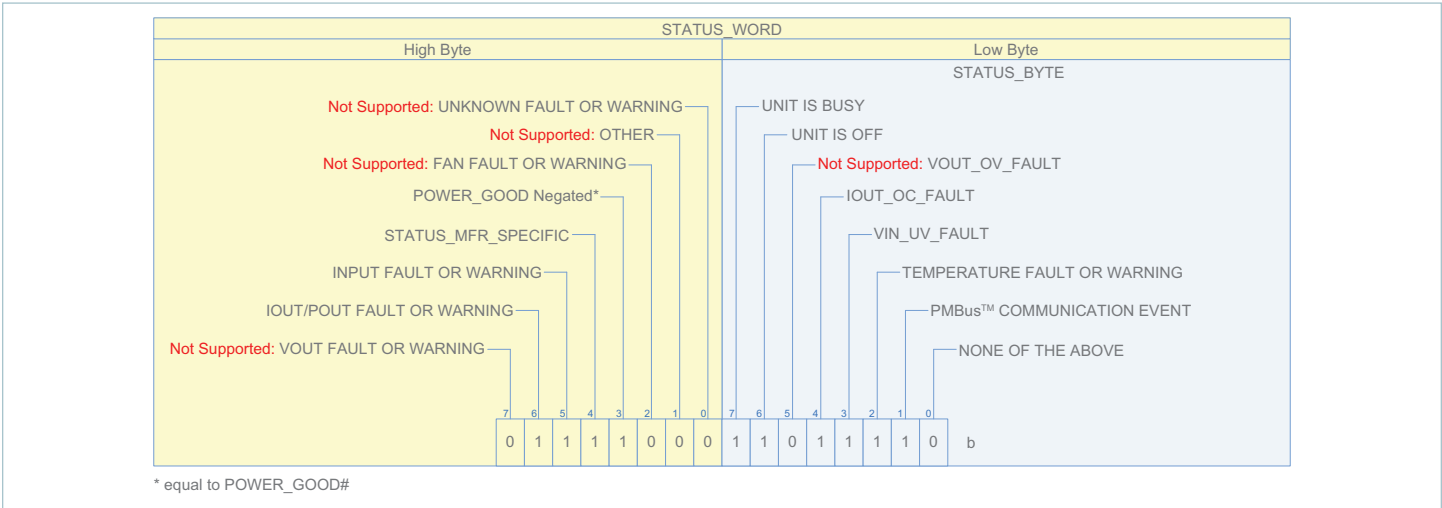 STATUS_WORD
High Byte Low Byte
STATUS_BYTE
Not Supported: UNKNOWN FAULT OR WARNING UNIT IS BUSY
Not Supported: OTHER UNIT IS OFF
Not Supported: FAN FAULT OR WARNING Not Supported: VOUT_OV_FAULT
POWER_GOOD Negated* IOUT_OC_FAULT
STATUS_MFR_SPECIFIC VIN_UV_FAULT
INPUT FAULT OR WARNING TEMPERATURE FAULT OR WARNING
IOUT/POUT FAULT OR WARNING PMBus™ COMMUNICATION EVENT
Not Supported: VOUT FAULT OR WARNING NONE OF THE ABOVE
7 6 5 4 3 2 1 0 7 6 5 4 3 2 1 0
0 1 1 1 1 0 0 0 1 1 0 1 1 1 1 0 b
* equal to POWER_GOOD#